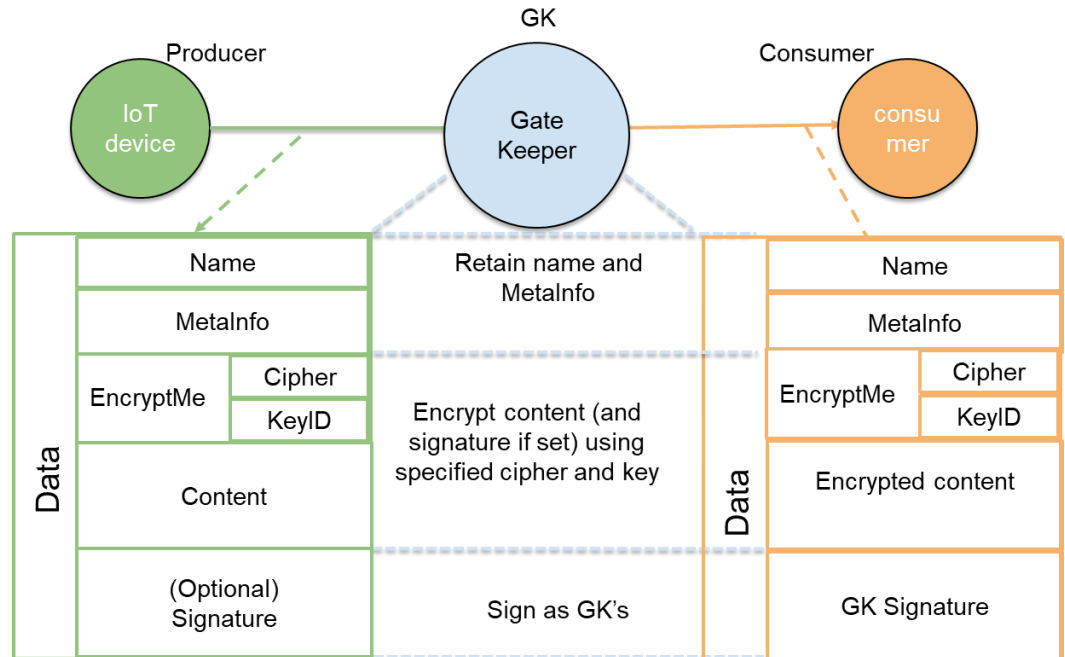 GK
Producer
Consumer
IoT
device
Gate
Keeper
consu
mer
Data
Name
MetaInfo
EncryptMe
Cipher
KeyID
Content
(Optional)
Signature
Retain name and
MetaInfo
Encrypt content (and
signature if set) using
specified cipher and key
Sign as GK's
Data
Name
MetaInfo
EncryptMe
Cipher
KeyID
Encrypted content
GK Signature